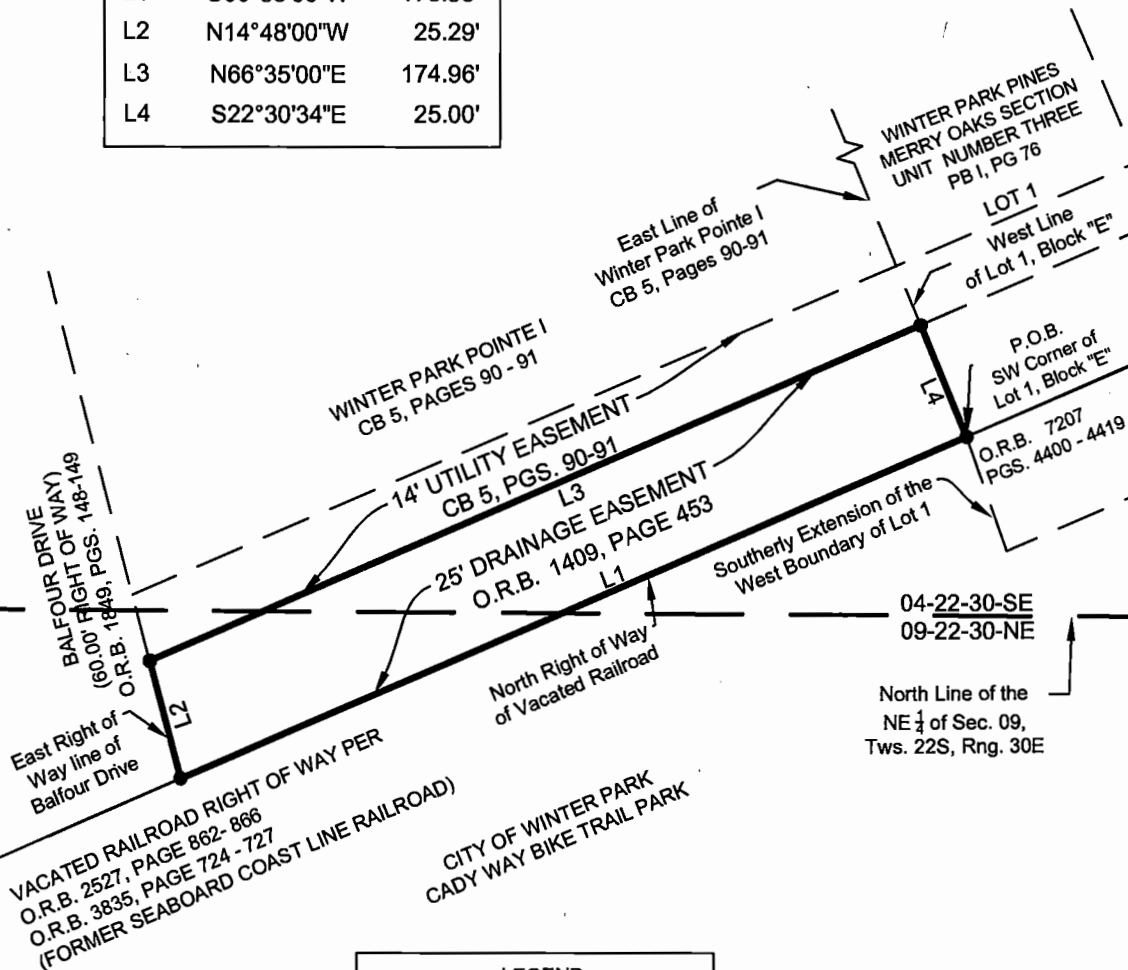 L2 N14°48'00"W 25.29'
L3 N66°35'00"E 174.96'
L4 S22°30'34"E 25.00'
WINTER PARK PINES
MERRY OAKS SECTION
UNIT NUMBER THREE
PB I, PG 76
LOT 1
West Line
of Lot 1, Block "E"
East Line of
Winter Park Pointe I
CB 5, Pages 90-91
WINTER PARK POINTE I
CB 5, PAGES 90 - 91
P.O.B.
SW Corner of
Lot 1, Block "E"
L4
O.R.B. 7207
PGS. 4400 - 4419
14' UTILITY EASEMENT
CB 5, PGS. 90-91
L3
25' DRAINAGE EASEMENT
O.R.B. 1409, PAGE 453
L1
Southerly Extension of the
West Boundary of Lot 1
BALFOUR DRIVE
(60.00' RIGHT OF WAY)
O.R.B. 1849, PGS. 148-149
04-22-30-SE
09-22-30-NE
North Right of Way
of Vacated Railroad
North Line of the
NE 1/4 of Sec. 09,
Tws. 22S, Rng. 30E
L2
East Right of
Way line of
Balfour Drive
VACATED RAILROAD RIGHT OF WAY PER
O.R.B. 2527, PAGE 862- 866
O.R.B. 3835, PAGE 724 - 727
(FORMER SEABOARD COAST LINE RAILROAD)
CITY OF WINTER PARK
CADY WAY BIKE TRAIL PARK